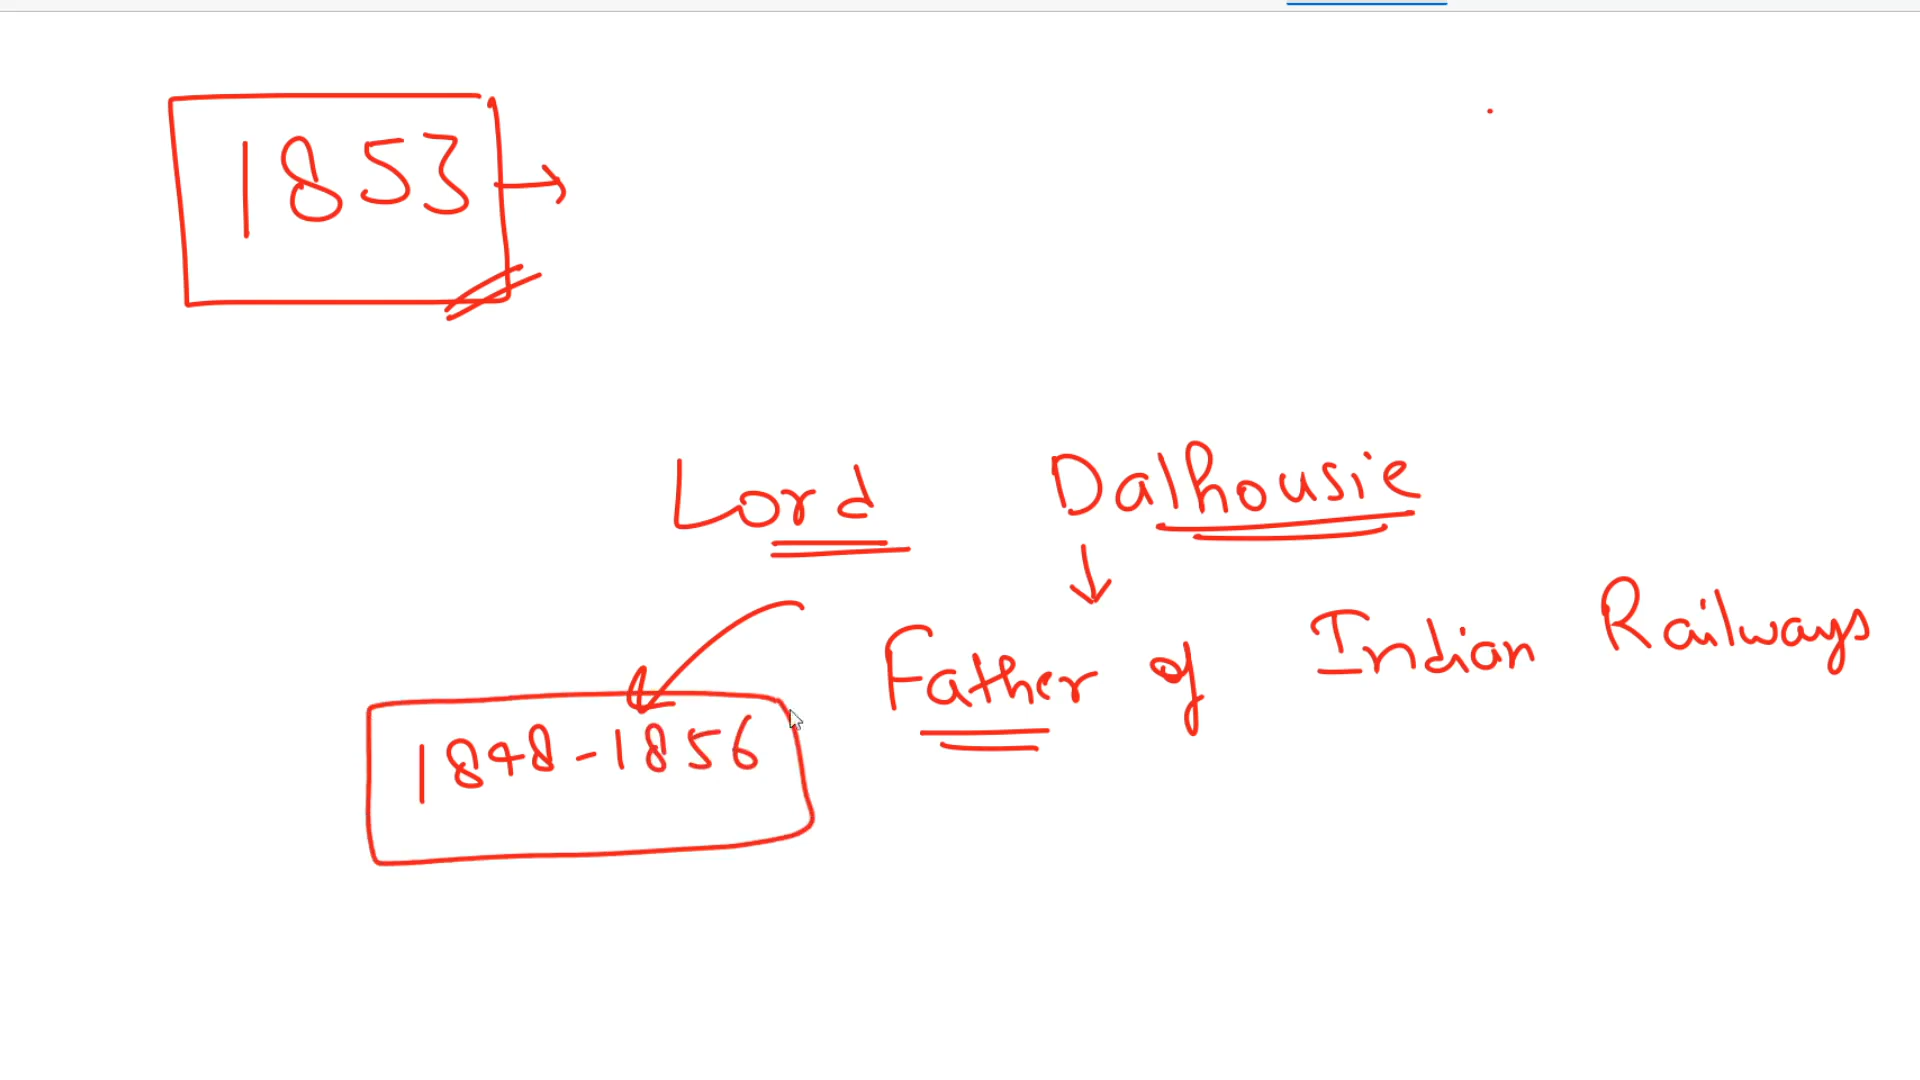 1853 →
Lord Dalhousie
↓
Father of Indian Railways
1848-1856